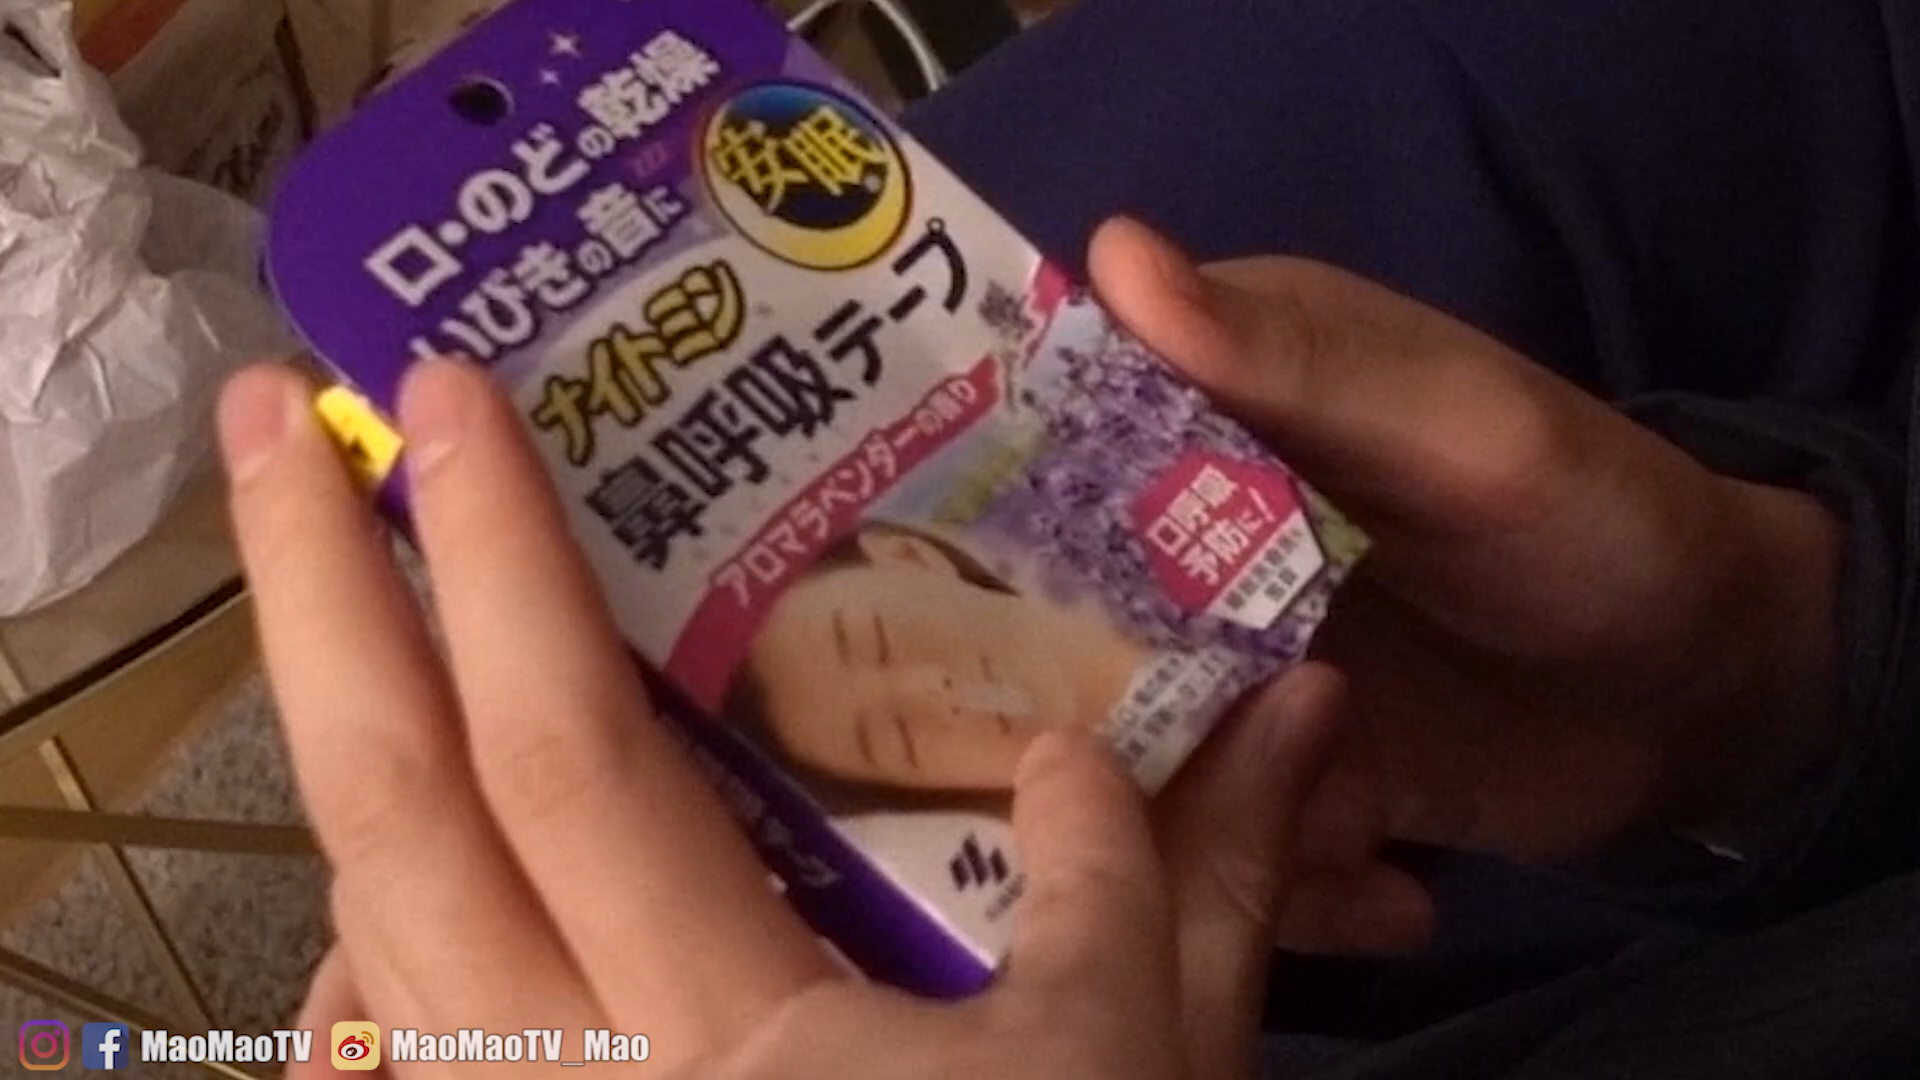 口・のどの乾燥
いびきの音に
安眠
ナイトミン
鼻呼吸テープ
アロマラベンダーの香り
口呼吸
予防に!
MaoMaoTV
MaoMaoTV_Mao